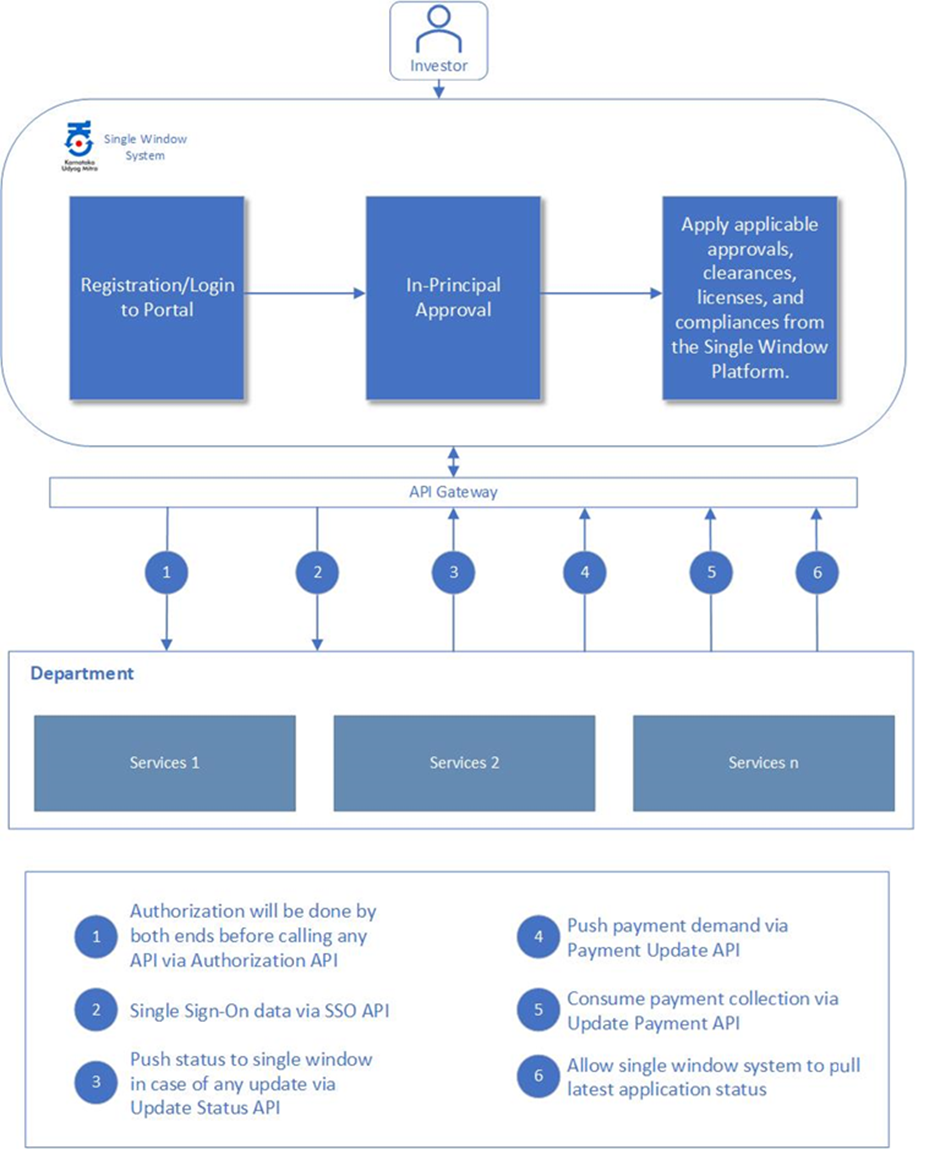 Investor
Single Window
System
Karnataka
Udyog Mitra
Registration/Login
to Portal
In-Principal
Approval
Apply applicable
approvals,
clearances,
licenses, and
compliances from
the Single Window
Platform.
API Gateway
1
2
3
4
5
6
Department
Services 1
Services 2
Services n
1
Authorization will be done by
both ends before calling any
API via Authorization API
2
Single Sign-On data via SSO API
3
Push status to single window
in case of any update via
Update Status API
4
Push payment demand via
Payment Update API
5
Consume payment collection via
Update Payment API
6
Allow single window system to pull
latest application status